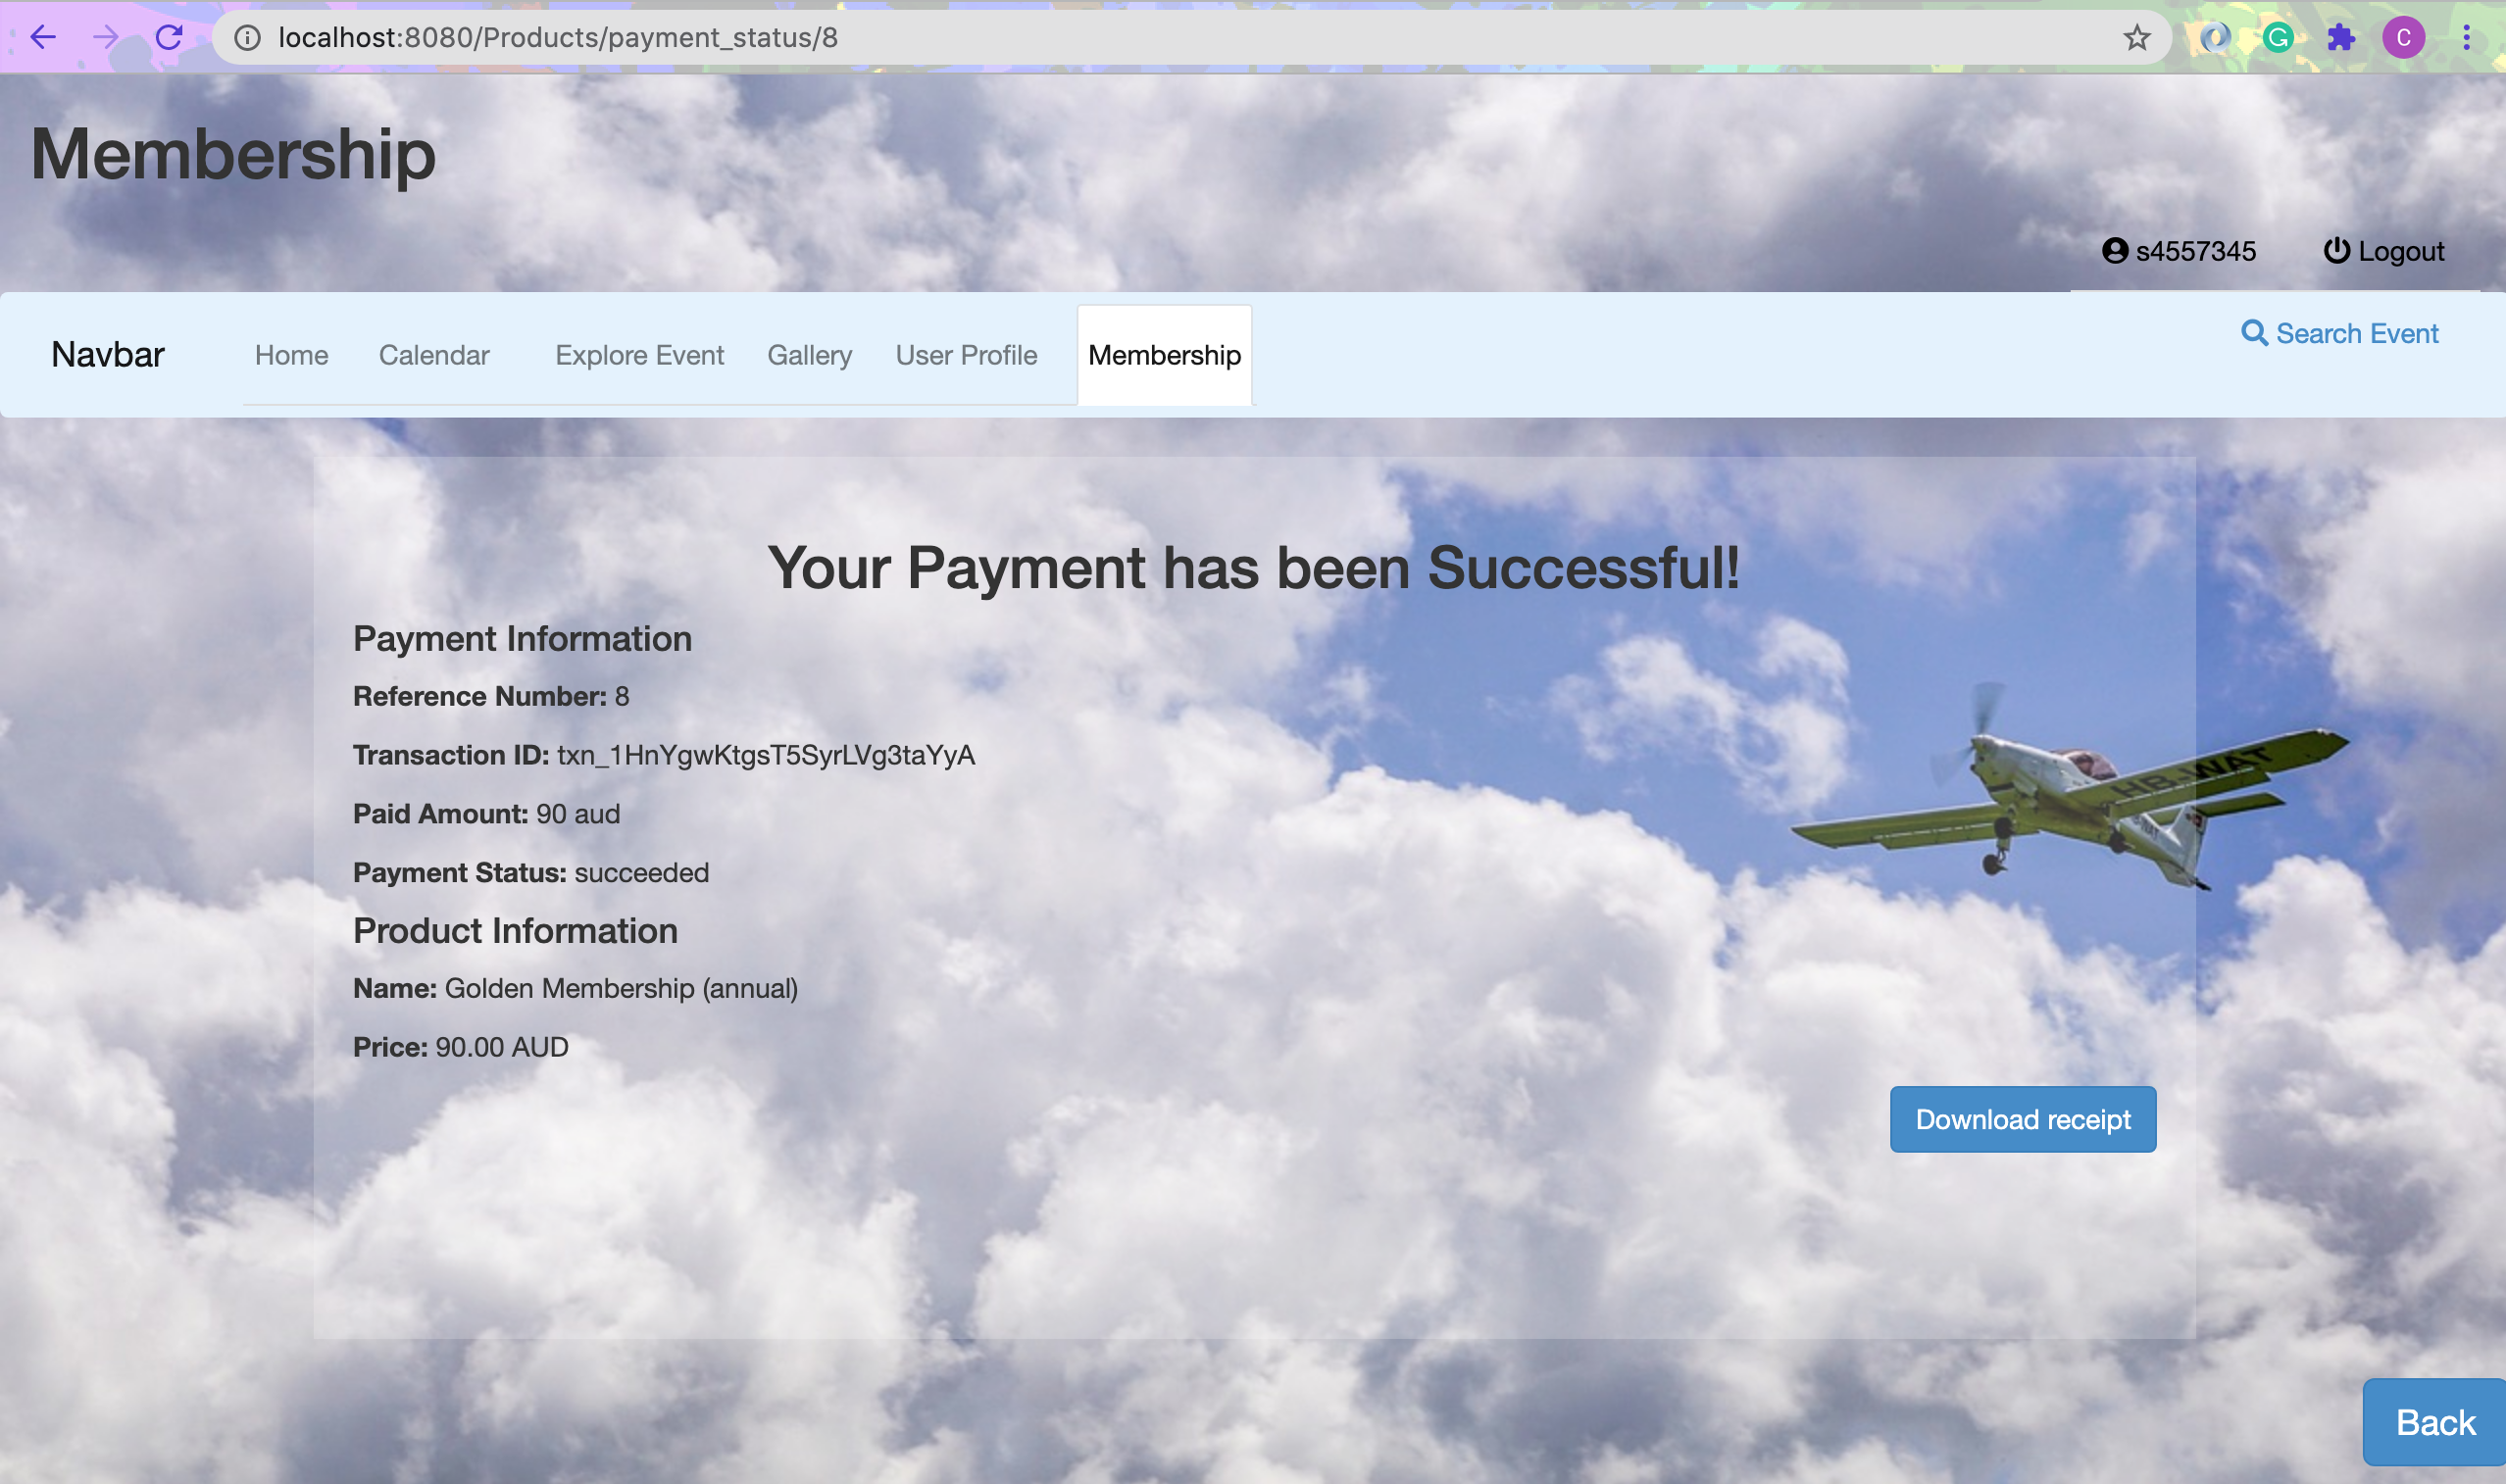 localhost:8080/Products/payment_status/8
C
Membership
s4557345 Logout
Navbar Home Calendar Explore Event Gallery User Profile Membership Search Event
Your Payment has been Successful!
Payment Information
Reference Number: 8
Transaction ID: txn_1HnYgwKtgsT5SyrLVg3taYyA
Paid Amount: 90 aud
Payment Status: succeeded
HB-WAT
Product Information
Name: Golden Membership (annual)
Price: 90.00 AUD
Download receipt
Back